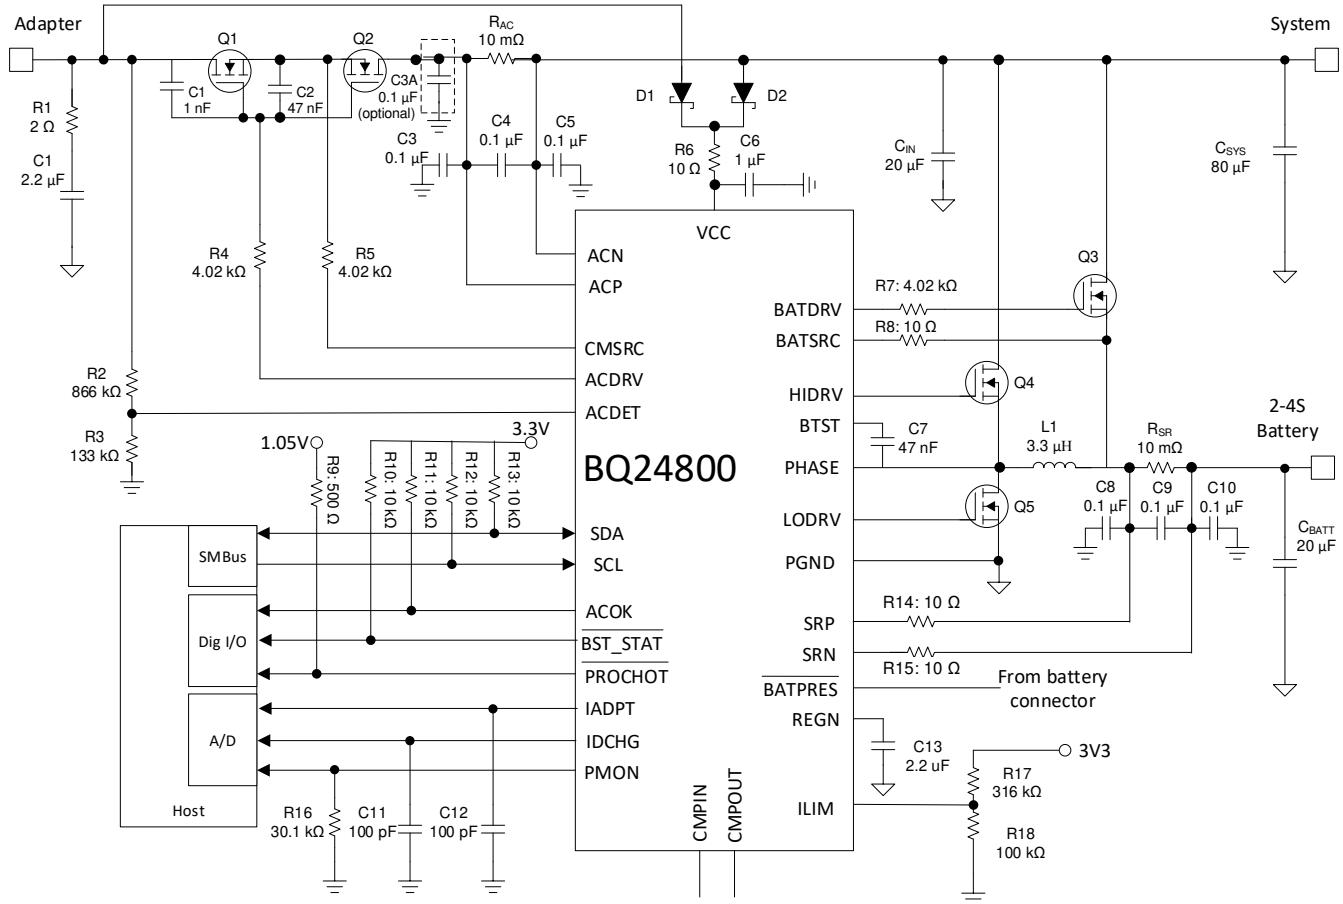 Adapter
System
Q1
Q2
R_AC
10 mΩ
C1
1 nF
C2
47 nF
C3A
0.1 µF
(optional)
R1
2 Ω
C1
2.2 µF
C3
0.1 µF
C4
0.1 µF
C5
0.1 µF
D1
D2
R6
10 Ω
C6
1 µF
C_IN
20 µF
C_SYS
80 µF
R4
4.02 kΩ
R5
4.02 kΩ
VCC
ACN
ACP
CMSRC
ACDRV
ACDET
Q3
R7: 4.02 kΩ
BATDRV
R8: 10 Ω
BATSRC
R2
866 kΩ
R3
133 kΩ
HIDRV
Q4
BTST
C7
47 nF
PHASE
L1
3.3 µH
R_SR
10 mΩ
2-4S
Battery
1.05V
3.3V
R9: 500 Ω
R10: 10 kΩ
R11: 10 kΩ
R12: 10 kΩ
R13: 10 kΩ
BQ24800
LODRV
Q5
C8
0.1 µF
C9
0.1 µF
C10
0.1 µF
C_BATT
20 µF
PGND
SMBus
SDA
SCL
Dig I/O
ACOK
BST_STAT
PROCHOT
A/D
IADPT
IDCHG
PMON
Host
R14: 10 Ω
SRP
SRN
R15: 10 Ω
BATPRES
From battery
connector
REGN
C13
2.2 uF
3V3
R17
316 kΩ
ILIM
R18
100 kΩ
R16
30.1 kΩ
C11
100 pF
C12
100 pF
CMPIN
CMPOUT